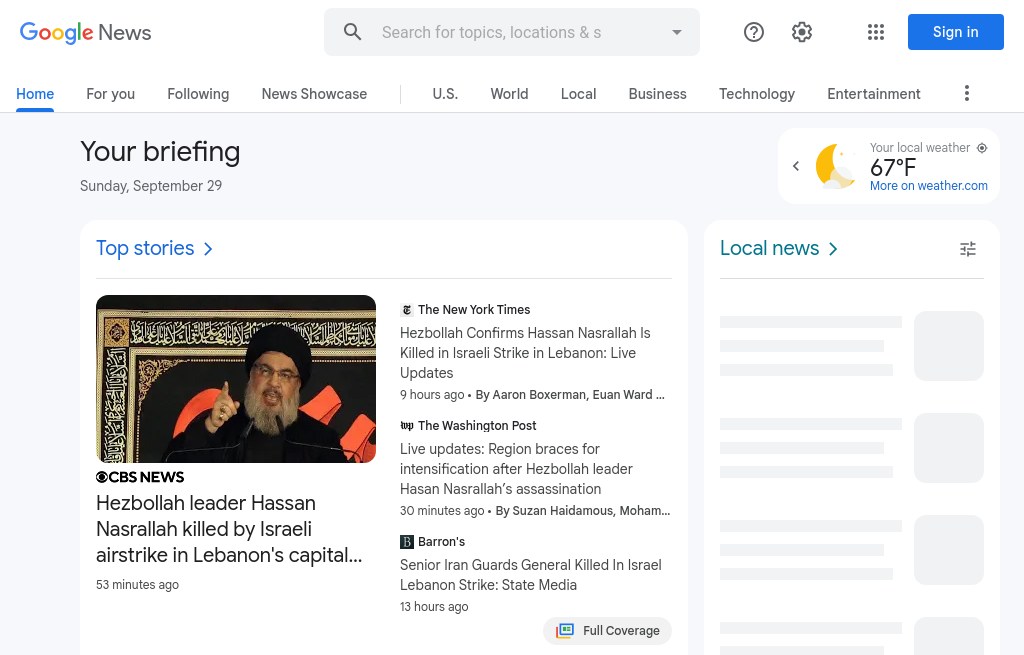 Google News
Search for topics, locations & s
Sign in
Home
For you
Following
News Showcase
U.S.
World
Local
Business
Technology
Entertainment
Your briefing
Sunday, September 29
Your local weather
67°F
More on weather.com
Top stories
CBS NEWS
Hezbollah leader Hassan
Nasrallah killed by Israeli
airstrike in Lebanon's capital...
53 minutes ago
The New York Times
Hezbollah Confirms Hassan Nasrallah Is
Killed in Israeli Strike in Lebanon: Live
Updates
9 hours ago • By Aaron Boxerman, Euan Ward ...
wp The Washington Post
Live updates: Region braces for
intensification after Hezbollah leader
Hasan Nasrallah’s assassination
30 minutes ago • By Suzan Haidamous, Moham...
B Barron's
Senior Iran Guards General Killed In Israel
Lebanon Strike: State Media
13 hours ago
Full Coverage
Local news